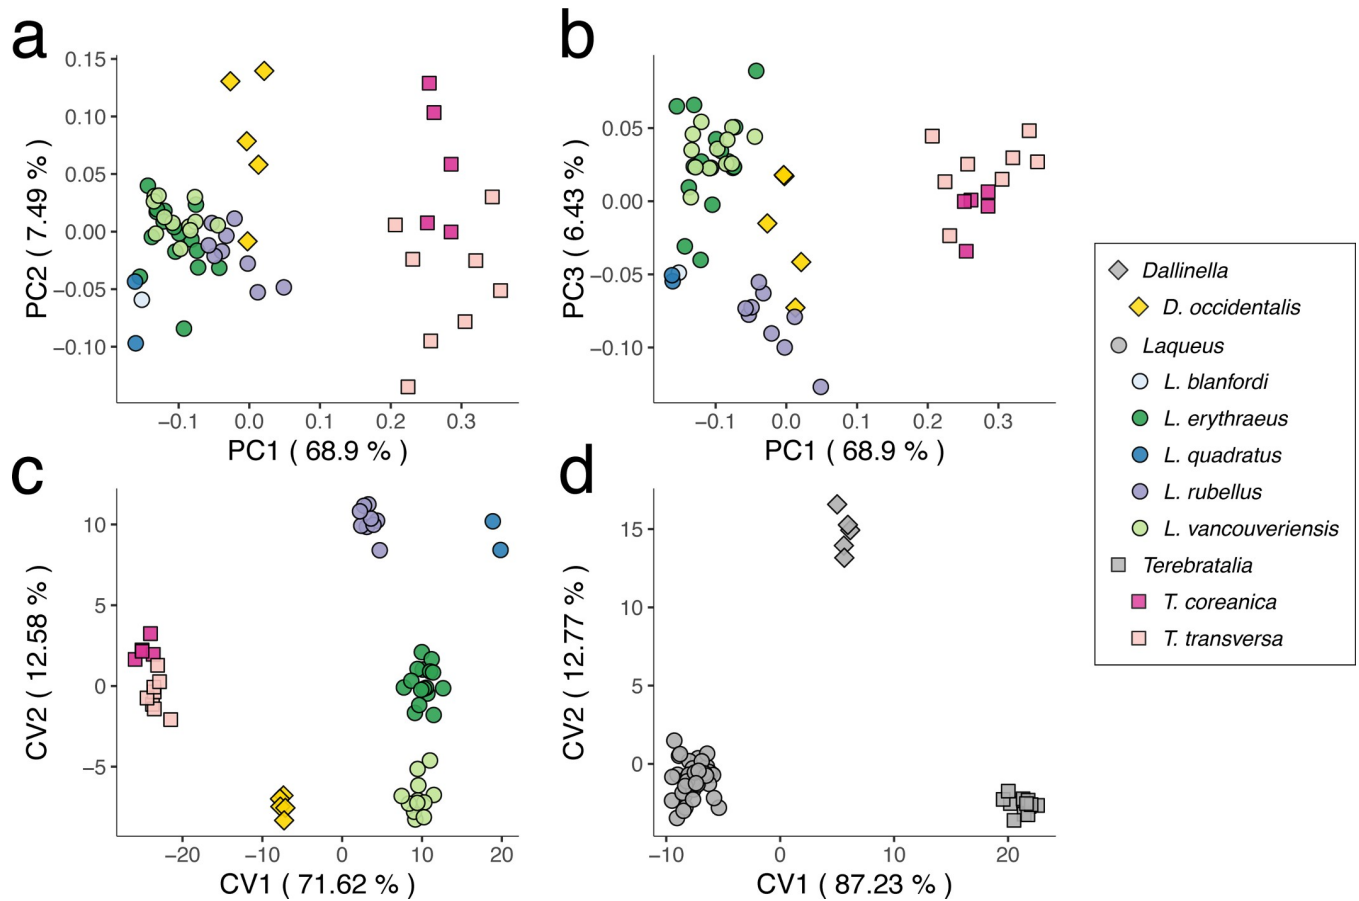 a
0.15
0.10
0.05
0.00
−0.05
−0.10
PC2 ( 7.49 % )
−0.1
0.0
0.1
0.2
0.3
PC1 ( 68.9 % )
b
0.05
0.00
−0.05
−0.10
PC3 ( 6.43 % )
−0.1
0.0
0.1
0.2
0.3
PC1 ( 68.9 % )
c
10
5
0
−5
CV2 ( 12.58 % )
−20
−10
0
10
20
CV1 ( 71.62 % )
d
15
10
5
0
CV2 ( 12.77 % )
−10
0
10
20
CV1 ( 87.23 % )
Dallinella
D. occidentalis
Laqueus
L. blanfordi
L. erythraeus
L. quadratus
L. rubellus
L. vancouveriensis
Terebratalia
T. coreanica
T. transversa